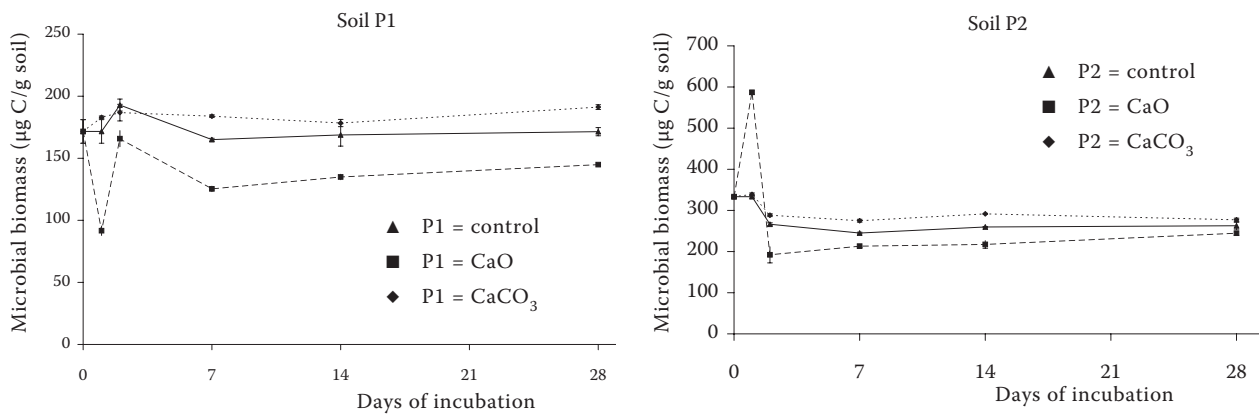 Soil P1
Microbial biomass (µg C/g soil)
250
200
150
100
50
0
P1 = control
P1 = CaO
P1 = CaCO₃
0 7 14 21 28
Days of incubation
Soil P2
Microbial biomass (µg C/g soil)
700
600
500
400
300
200
100
0
P2 = control
P2 = CaO
P2 = CaCO₃
0 7 14 21 28
Days of incubation